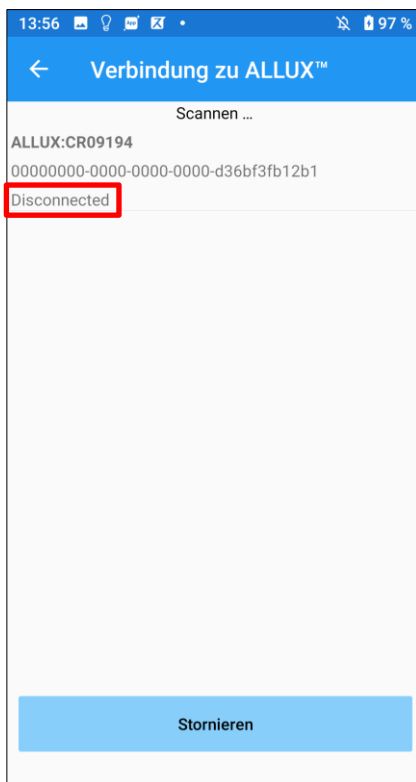 13:56 97 %
Verbindung zu ALLUX™
Scannen ...
ALLUX:CR09194
00000000-0000-0000-0000-d36bf3fb12b1
Disconnected
Stornieren